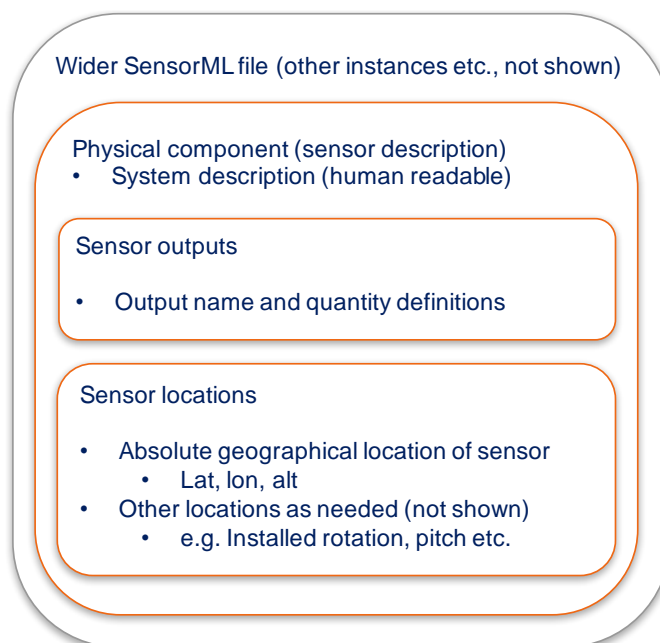 Wider SensorML file (other instances etc., not shown)
Physical component (sensor description)
• System description (human readable)
Sensor outputs
• Output name and quantity definitions
Sensor locations
• Absolute geographical location of sensor
• Lat, lon, alt
• Other locations as needed (not shown)
• e.g. Installed rotation, pitch etc.